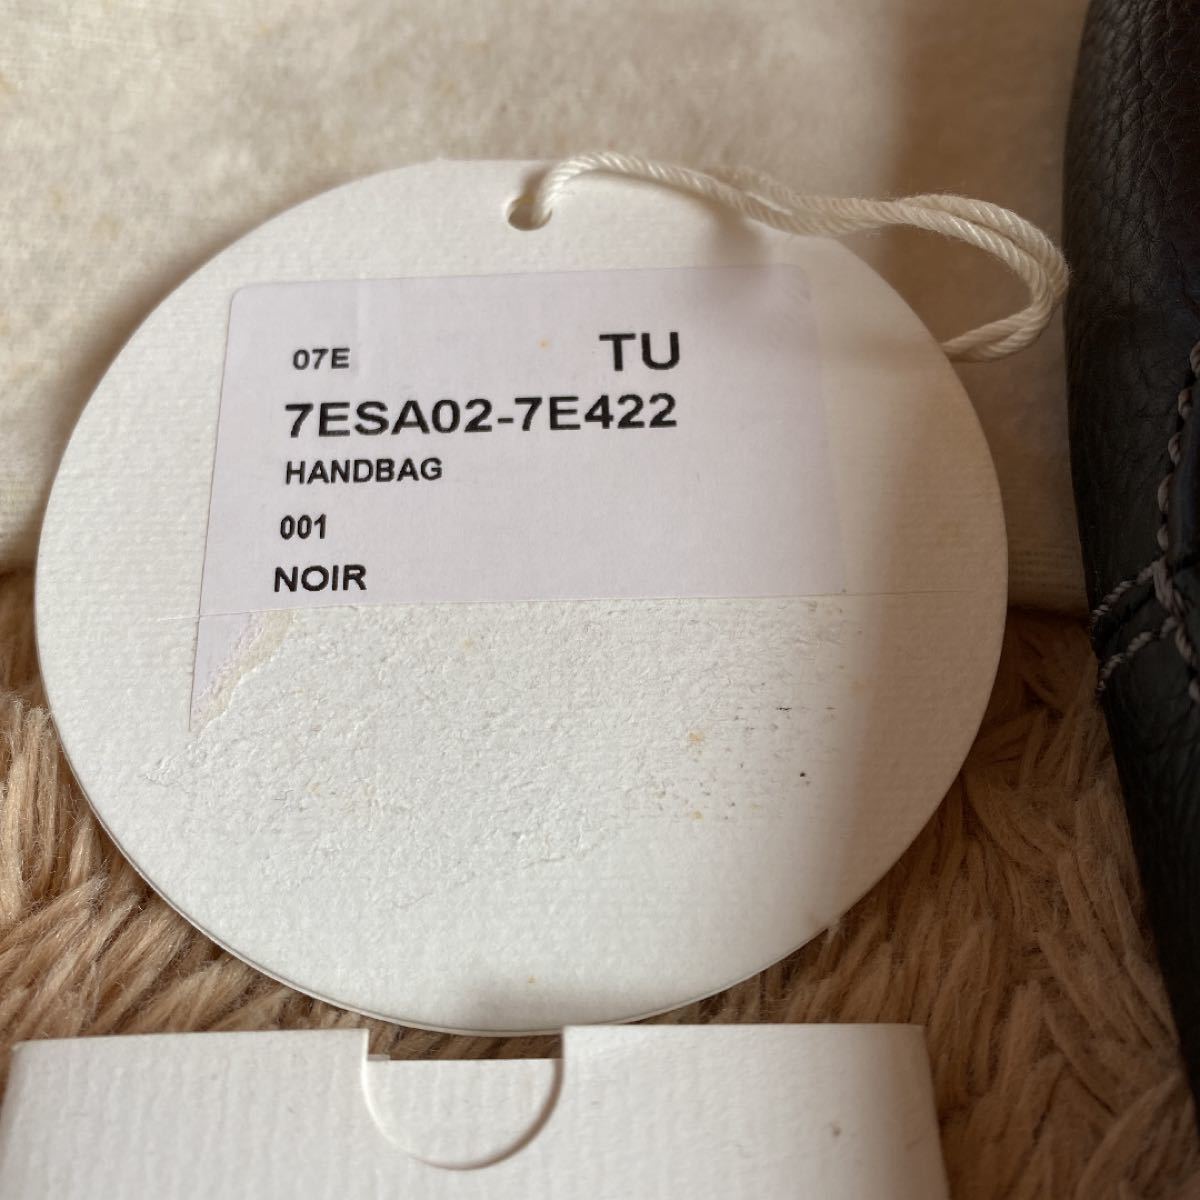 07E TU
7ESA02-7E422
HANDBAG
001
NOIR